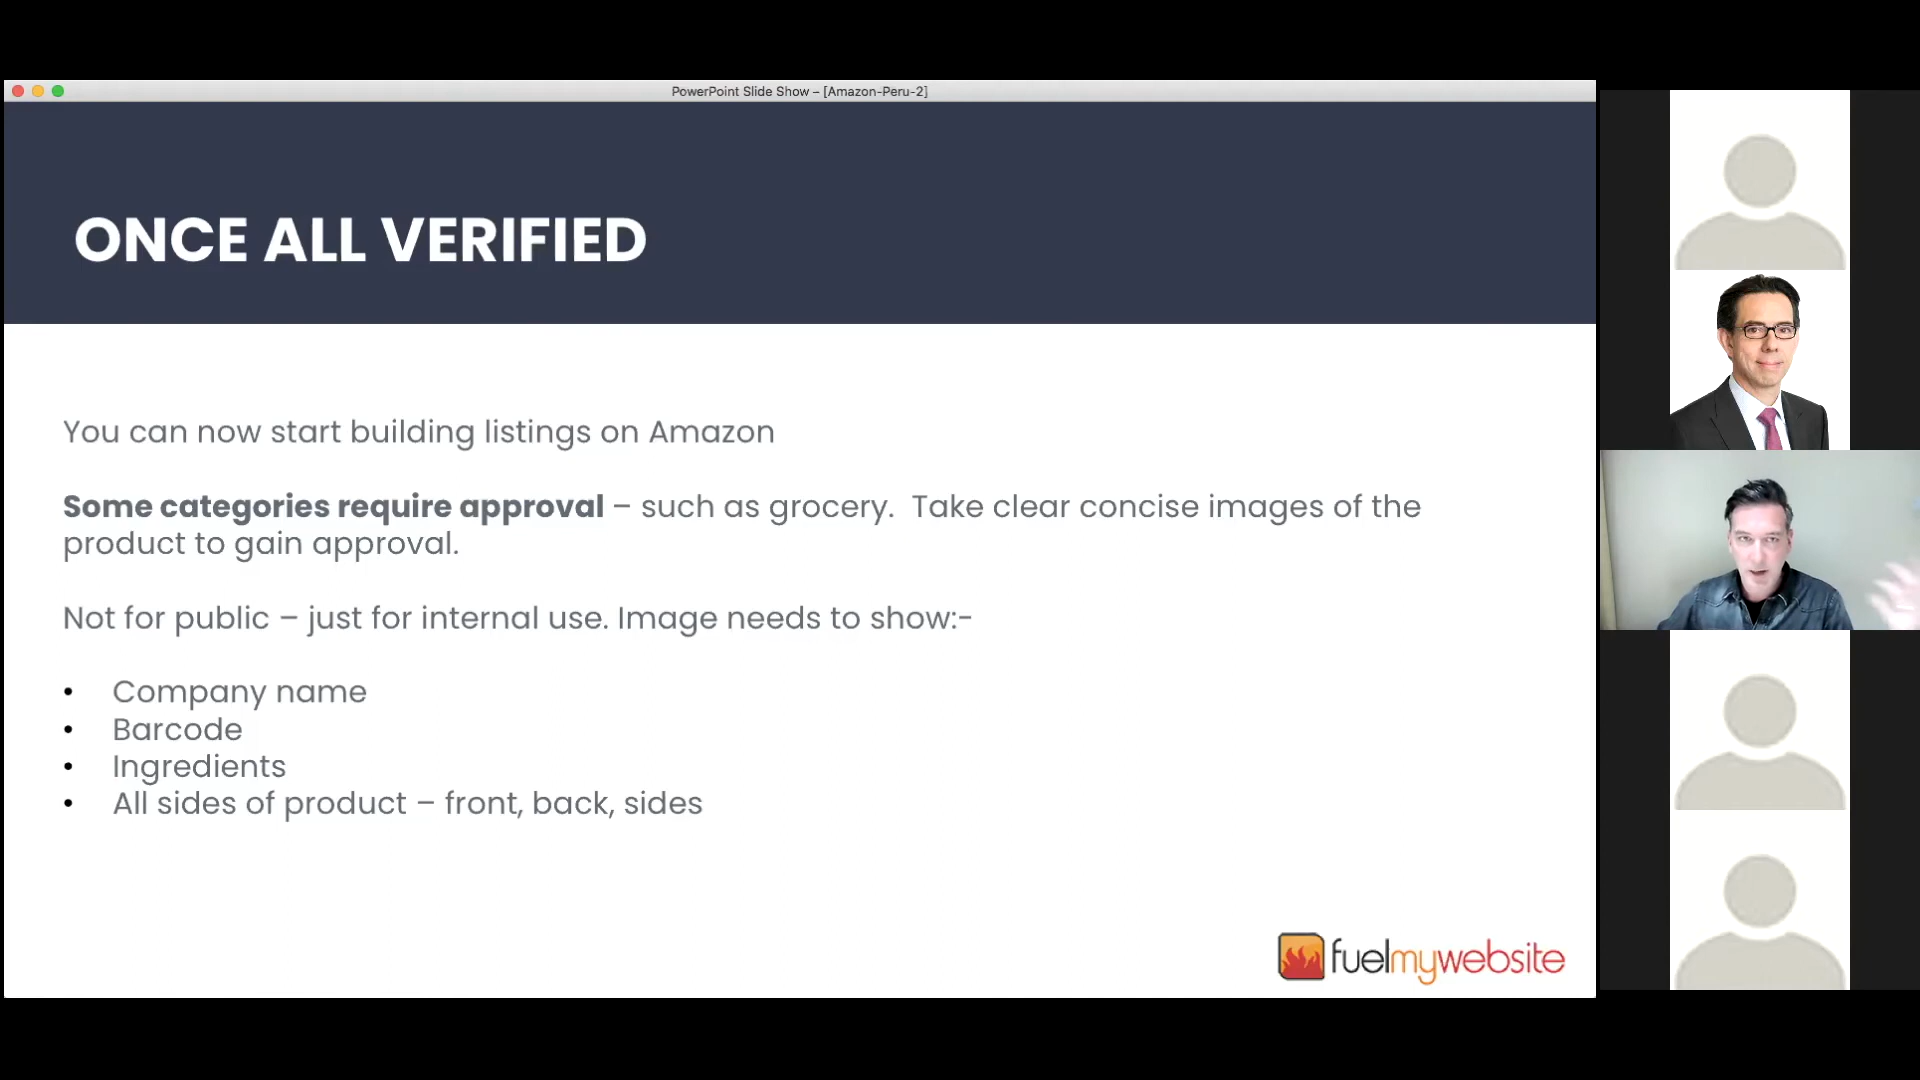 PowerPoint Slide Show – [Amazon-Peru-2]
ONCE ALL VERIFIED
You can now start building listings on Amazon
Some categories require approval – such as grocery.  Take clear concise images of the
product to gain approval.
Not for public – just for internal use. Image needs to show:-
• Company name
• Barcode
• Ingredients
• All sides of product – front, back, sides
fuelmywebsite